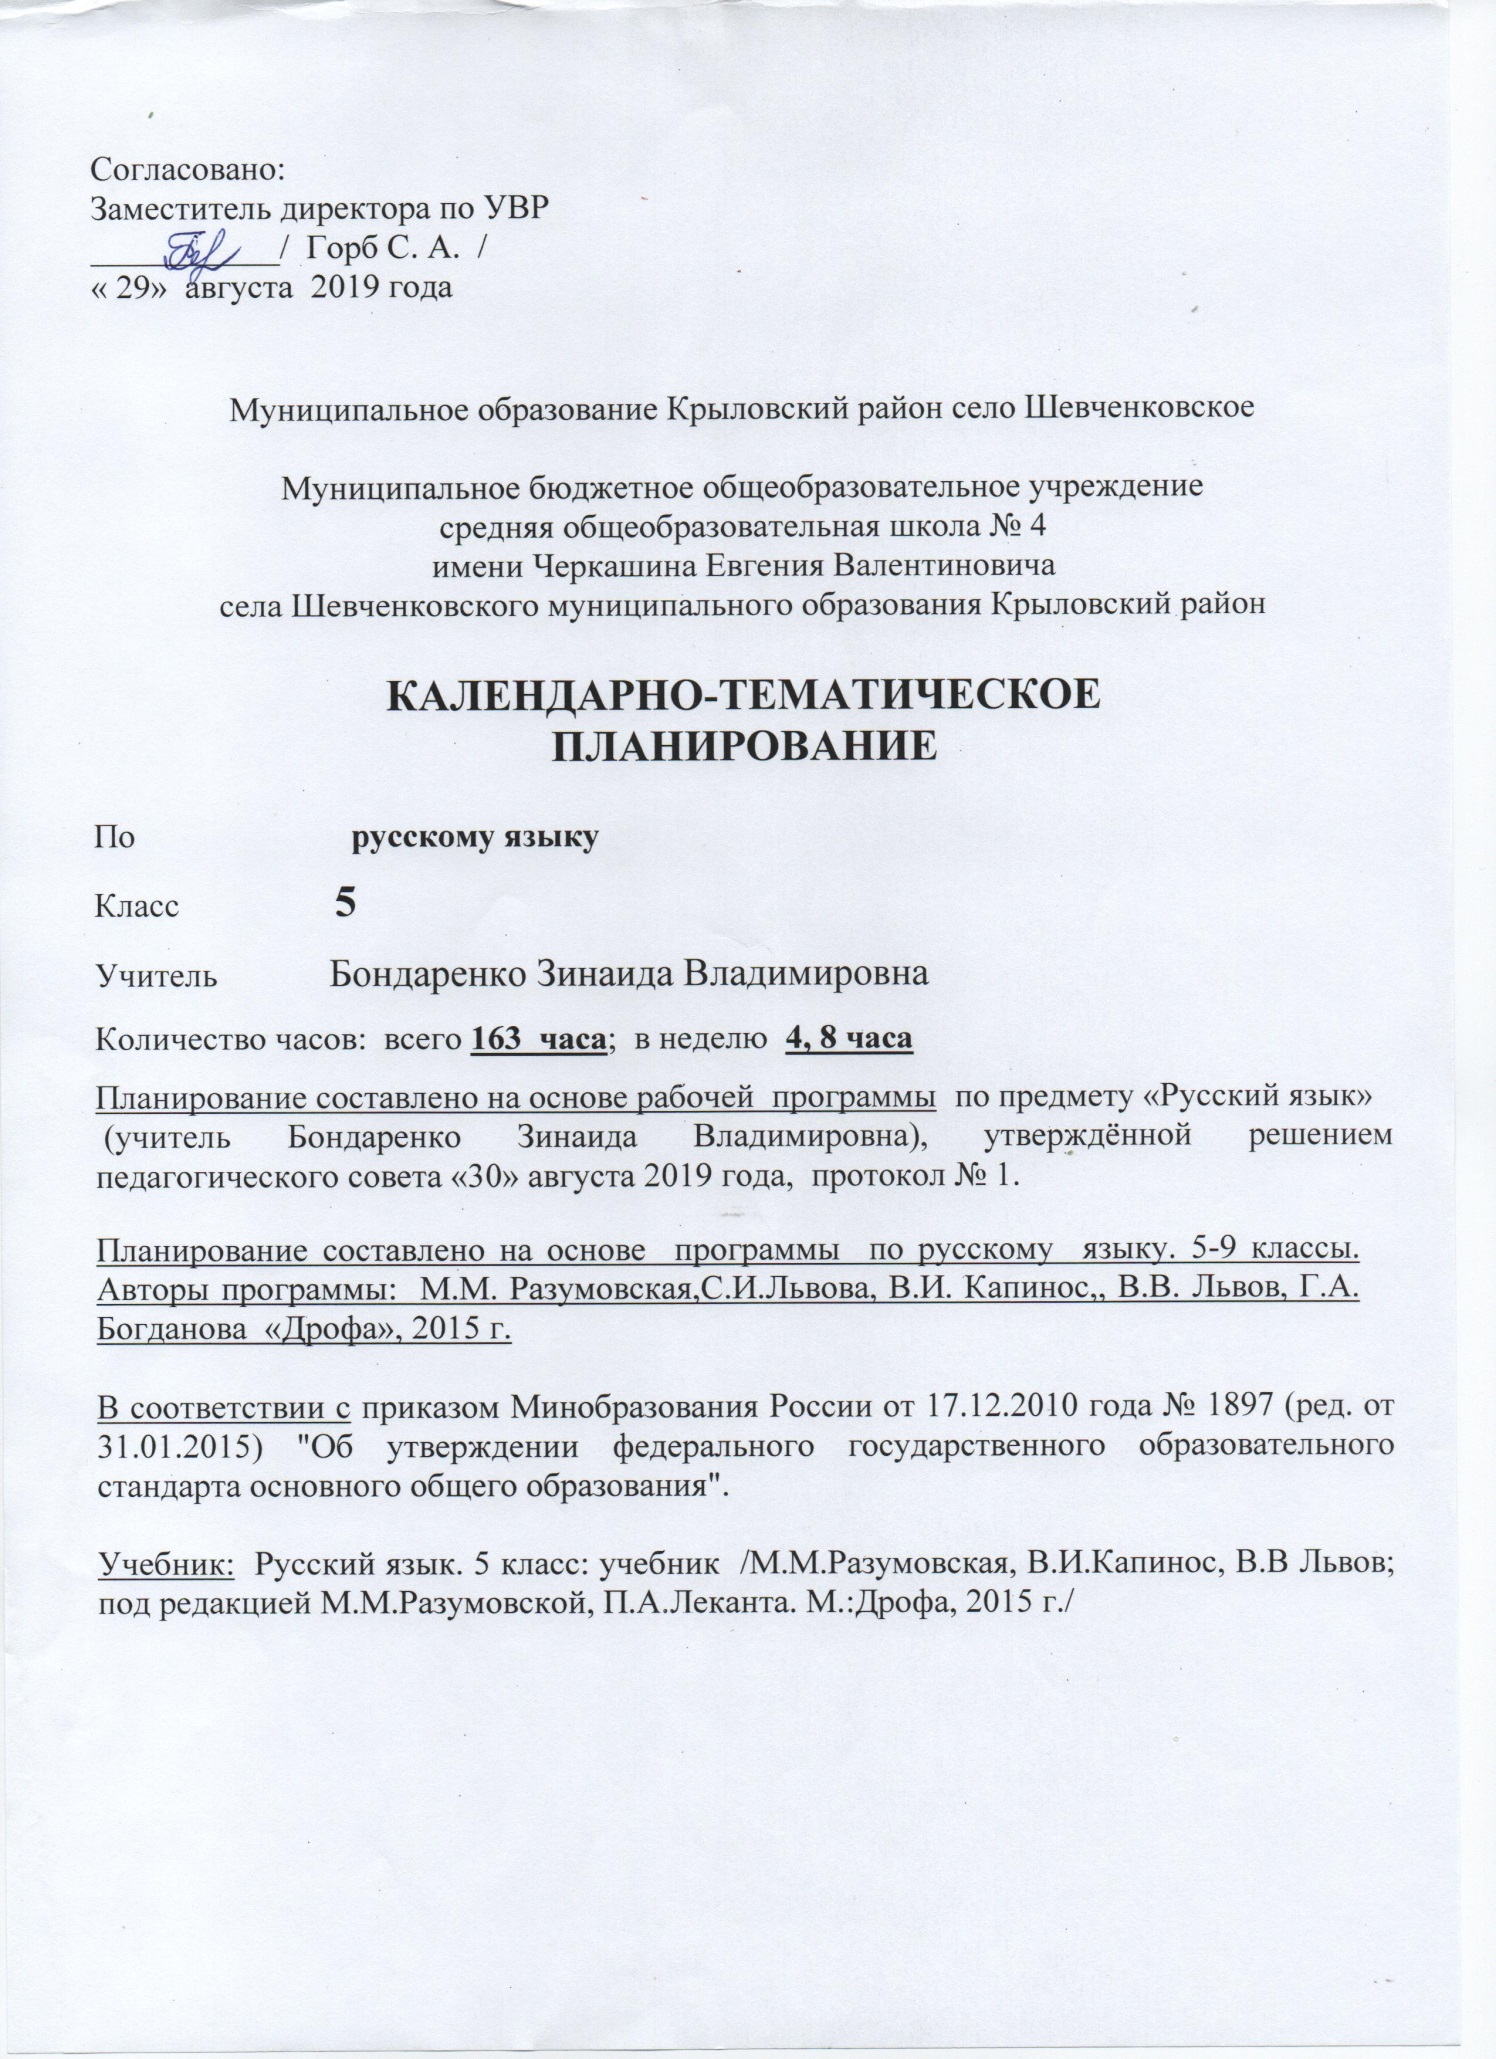 Согласовано:
Заместитель директора по УВР
___________/ Горб С. А. /
« 29» августа 2019 года
Муниципальное образование Крыловский район село Шевченковское
Муниципальное бюджетное общеобразовательное учреждение
средняя общеобразовательная школа № 4
имени Черкашина Евгения Валентиновича
села Шевченковского муниципального образования Крыловский район
КАЛЕНДАРНО-ТЕМАТИЧЕСКОЕ
ПЛАНИРОВАНИЕ
По русскому языку
Класс 5
Учитель Бондаренко Зинаида Владимировна
Количество часов: всего 163 часа; в неделю 4, 8 часа
Планирование составлено на основе рабочей программы по предмету «Русский язык»
(учитель Бондаренко Зинаида Владимировна), утверждённой решением
педагогического совета «30» августа 2019 года, протокол № 1.
Планирование составлено на основе программы по русскому языку. 5-9 классы.
Авторы программы: М.М. Разумовская,С.И.Львова, В.И. Капинос,, В.В. Львов, Г.А.
Богданова «Дрофа», 2015 г.
В соответствии с приказом Минобразования России от 17.12.2010 года № 1897 (ред. от
31.01.2015) "Об утверждении федерального государственного образовательного
стандарта основного общего образования".
Учебник: Русский язык. 5 класс: учебник /М.М.Разумовская, В.И.Капинос, В.В Львов;
под редакцией М.М.Разумовской, П.А.Леканта. М.:Дрофа, 2015 г./